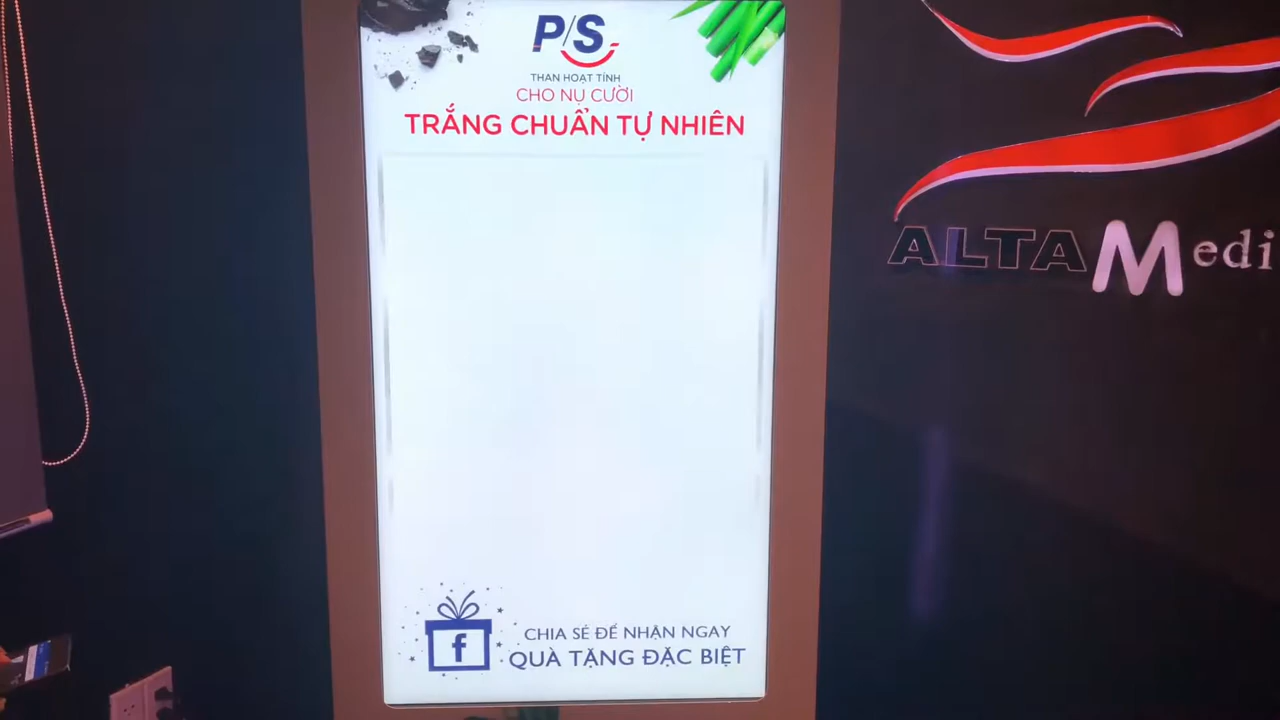 P/S
THAN HOẠT TÍNH
CHO NỤ CƯỜI
TRẮNG CHUẨN TỰ NHIÊN
f
CHIA SẺ ĐỂ NHẬN NGAY
QUÀ TẶNG ĐẶC BIỆT
ALTA Medi